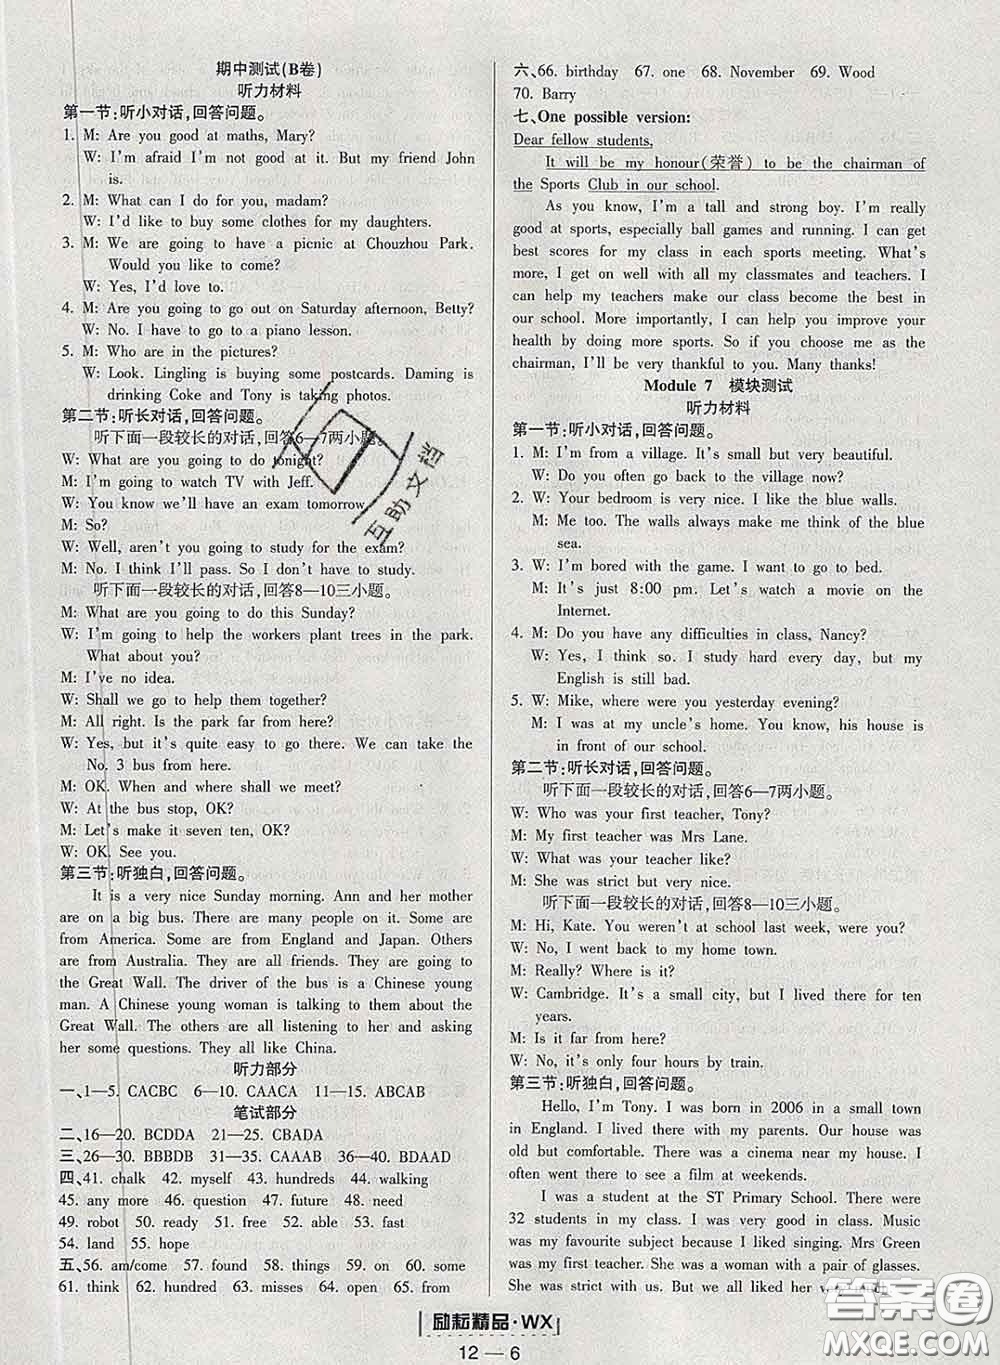 期中测试(B卷)
听力材料
第一节:听小对话,回答问题。
1. M: Are you good at maths, Mary?
W: I'm afraid I'm not good at it. But my friend John
is.
2. M: What can I do for you, madam?
W: I'd like to buy some clothes for my daughters.
3. M: We are going to have a picnic at Chouzhou Park.
Would you like to come?
W: Yes, I'd love to.
4. M: Are you going to go out on Saturday afternoon, Betty?
W: No. I have to go to a piano lesson.
5. M: Who are in the pictures?
W: Look. Lingling is buying some postcards. Daming is
drinking Coke and Tony is taking photos.
第二节:听长对话,回答问题。
听下面一段较长的对话,回答6—7两小题。
W: What are you going to do tonight?
M: I'm going to watch TV with Jeff.
W: You know we'll have an exam tomorrow.
M: So?
W: Well, aren't you going to study for the exam?
M: No. I think I'll pass. So I don't have to study.
听下面一段较长的对话,回答8—10三小题。
M: What are you going to do this Sunday?
W: I'm going to help the workers plant trees in the park.
What about you?
M: I've no idea.
W: Shall we go to help them together?
M: All right. Is the park far from here?
W: Yes, but it's quite easy to go there. We can take the
No. 3 bus from here.
M: OK. When and where shall we meet?
W: At the bus stop, OK?
M: Let's make it seven ten, OK?
W: OK. See you.
第三节:听独白,回答问题。
It is a very nice Sunday morning. Ann and her mother
are on a big bus. There are many people on it. Some are
from America. Some are from England and Japan. Others
are from Australia. They are all friends. They are going to
the Great Wall. The driver of the bus is a Chinese young
man. A Chinese young woman is talking to them about the
Great Wall. The others are all listening to her and asking
her some questions. They all like China.
听力部分
一、1—5. CACBC 6—10. CAACA 11—15. ABCAB
笔试部分
二、16—20. BCDDA 21—25. CBADA
三、26—30. BBBDB 31—35. CAAAB 36—40. BDAAD
四、41. chalk 42. myself 43. hundreds 44. walking
45. any more 46. question 47. future 48. need
49. robot 50. ready 51. free 52. able 53. fast
54. land 55. hope
五、56. am/come 57. found 58. things 59. on 60. some
61. think 62. hundred 63. misses 64. open 65. from
六、66. birthday 67. one 68. November 69. Wood
70. Barry
七、One possible version:
Dear fellow students,
It will be my honour(荣誉) to be the chairman of
the Sports Club in our school.
As you know, I'm a tall and strong boy. I'm really
good at sports, especially ball games and running. I can get
best scores for my class in each sports meeting. What's
more, I get on well with all my classmates and teachers. I
can help my teachers make our class become the best in
our school. More importantly, I can help you improve your
health by doing more sports. So if you choose me as the
chairman, I'll be very thankful to you. Many thanks!
Module 7 模块测试
听力材料
第一节:听小对话,回答问题。
1. M: I'm from a village. It's small but very beautiful.
W: Do you often go back to the village now?
2. W: Your bedroom is very nice. I like the blue walls.
M: Me too. The walls always make me think of the blue
sea.
3. W: I'm bored with the game. I want to go to bed.
M: It's just 8:00 pm. Let's watch a movie on the
Internet.
4. M: Do you have any difficulties in class, Nancy?
W: Yes, I think so. I study hard every day, but my
English is still bad.
5. W: Mike, where were you yesterday evening?
M: I was at my uncle's home. You know, his house is
in front of our school.
第二节:听长对话,回答问题。
听下面一段较长的对话,回答6—7两小题。
W: Who was your first teacher, Tony?
M: My first teacher was Mrs Lane.
W: What was your teacher like?
M: She was strict but very nice.
听下面一段较长的对话,回答8—10三小题。
M: Hi, Kate. You weren't at school last week, were you?
W: No, I went back to my home town.
M: Really? Where is it?
W: Cambridge. It's a small city, but I lived there for ten
years.
M: Is it far from here?
W: No, it's only four hours by train.
第三节:听独白,回答问题。
Hello, I'm Tony. I was born in 2006 in a small town
in England. I lived there with my parents. Our house was
old but comfortable. There was a cinema near my house. I
often went there to see a film at weekends.
I was a student at the ST Primary School. There were
32 students in my class. I was very good in class. Music
was my favourite subject because I liked singing. Mrs Green
was my first teacher. She was a woman with a pair of glasses.
She was strict with us. But we all liked her
励耘精品·WX
12 — 6
互助文档
答案圈
MXQE.COM